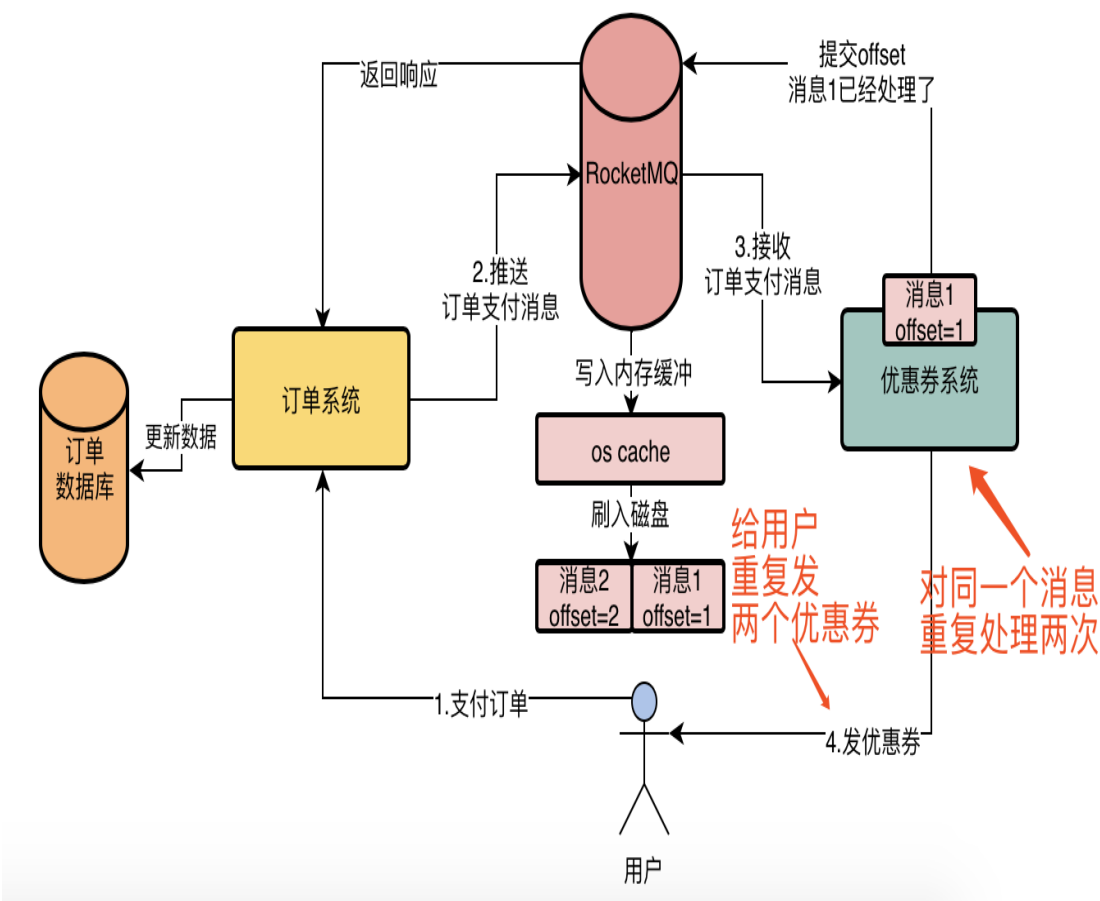 提交offset
消息1已经处理了
返回响应
RocketMQ
2.推送
订单支付消息
3.接收
订单支付消息
消息1
offset=1
优惠券系统
订单系统
写入内存缓冲
订单
数据库
更新数据
os cache
刷入磁盘
消息2
offset=2
消息1
offset=1
给用户
重复发
两个优惠券
对同一个消息
重复处理两次
1.支付订单
4.发优惠券
用户